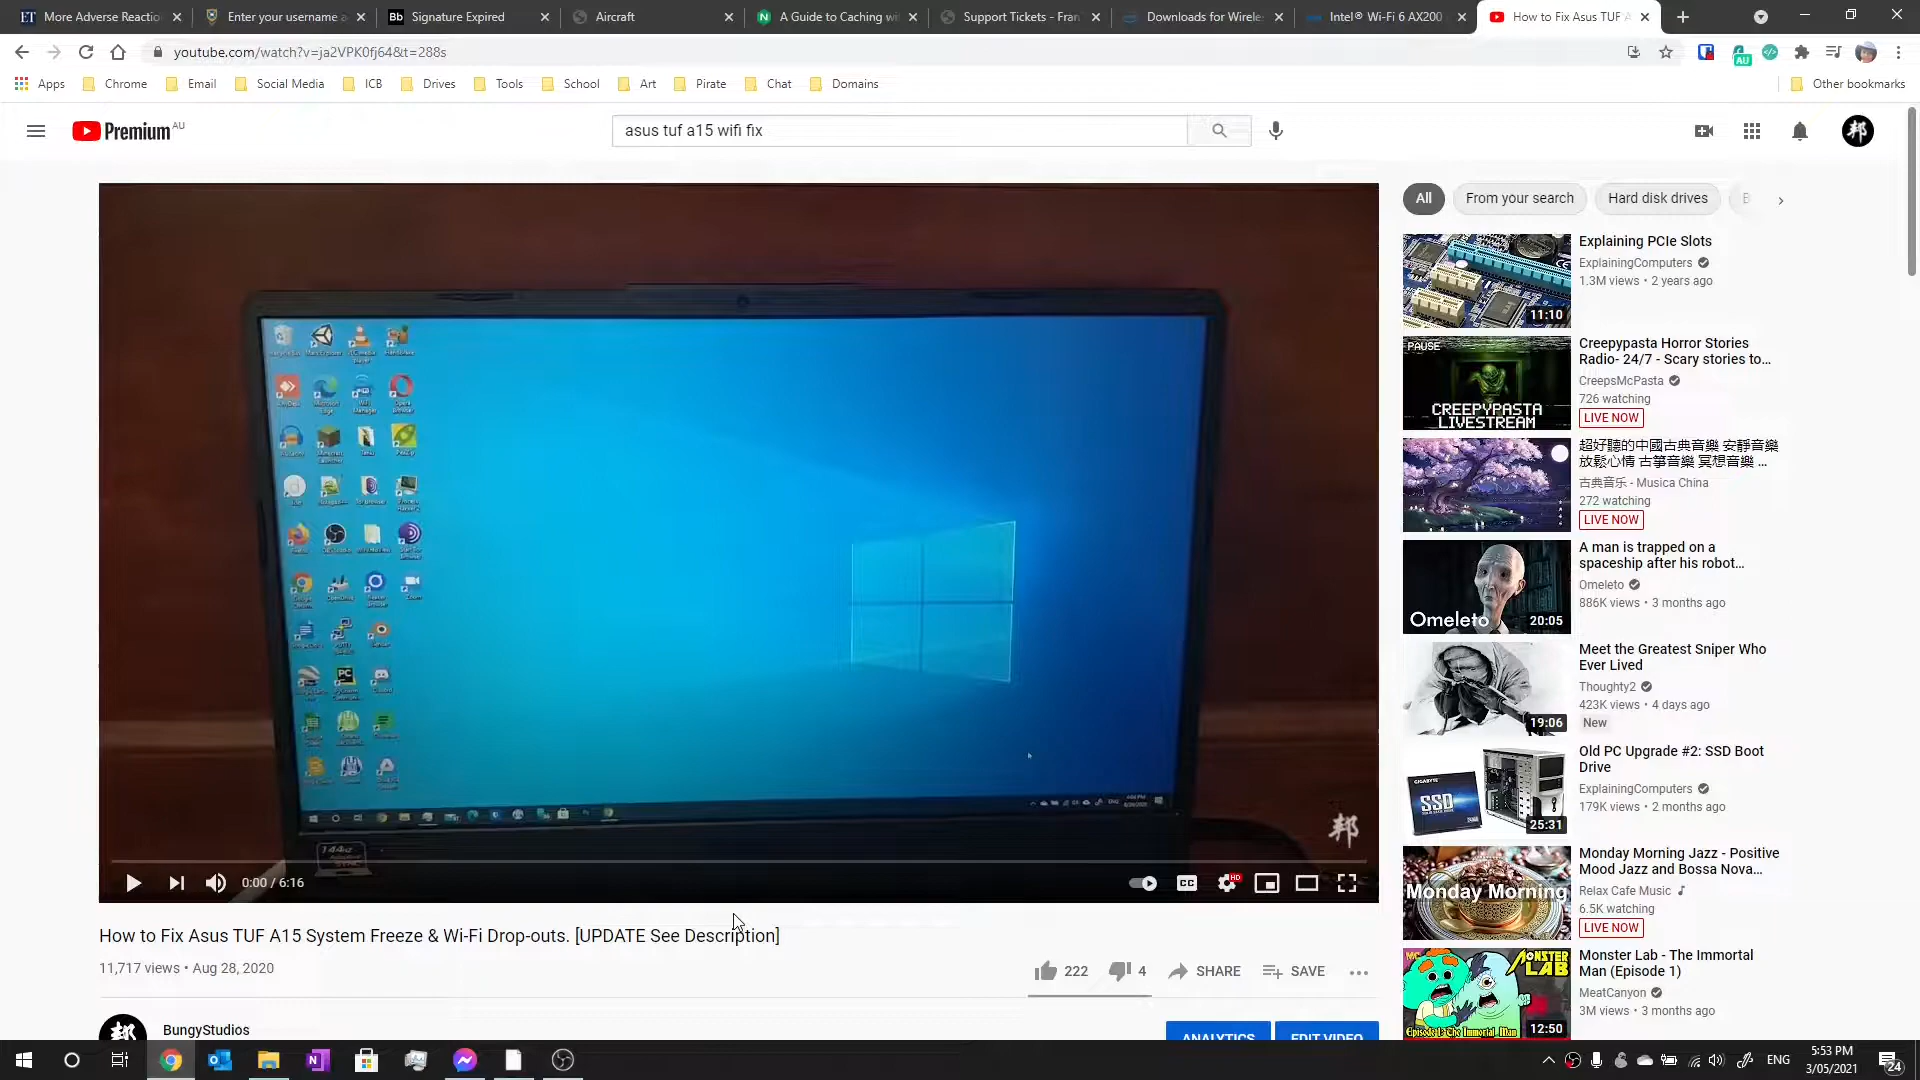 More Adverse Reactio
Enter your username a
Bb Signature Expired
Aircraft
A Guide to Caching wi
Support Tickets - Fran
Downloads for Wirele
Intel® Wi-Fi 6 AX200
How to Fix Asus TUF A
youtube.com/watch?v=ja2VPK0fj64&t=288s
Apps Chrome Email Social Media ICB Drives Tools School Art Pirate Chat Domains Other bookmarks
Premium AU
asus tuf a15 wifi fix
邦
All From your search Hard disk drives
Explaining PCIe Slots
ExplainingComputers
1.3M views • 2 years ago
11:10
PAUSE
CREEPYPASTA
LIVESTREAM
Creepypasta Horror Stories
Radio- 24/7 - Scary stories to...
CreepsMcPasta
726 watching
LIVE NOW
超好聽的中國古典音樂 安靜音樂
放鬆心情 古箏音樂 冥想音樂 ...
古典音乐 - Musica China
272 watching
LIVE NOW
A man is trapped on a
spaceship after his robot...
Omeleto
886K views • 3 months ago
Omeleto
20:05
Meet the Greatest Sniper Who
Ever Lived
Thoughty2
423K views • 4 days ago
New
19:06
Old PC Upgrade #2: SSD Boot
Drive
ExplainingComputers
179K views • 2 months ago
GIGABYTE
SSD
25:31
Monday Morning Jazz - Positive
Mood Jazz and Bossa Nova...
Relax Cafe Music
6.5K watching
LIVE NOW
Monday Morning
Monster Lab - The Immortal
Man (Episode 1)
MeatCanyon
3M views • 3 months ago
MONSTER
LAB
Episode 1: The Immortal Man
12:50
144Hz
邦
0:00 / 6:16
CC
HD
How to Fix Asus TUF A15 System Freeze & Wi-Fi Drop-outs. [UPDATE See Description]
11,717 views • Aug 28, 2020
222 4 SHARE SAVE
邦
BungyStudios
ANALYTICS EDIT VIDEO
ENG
5:53 PM
3/05/2021
24